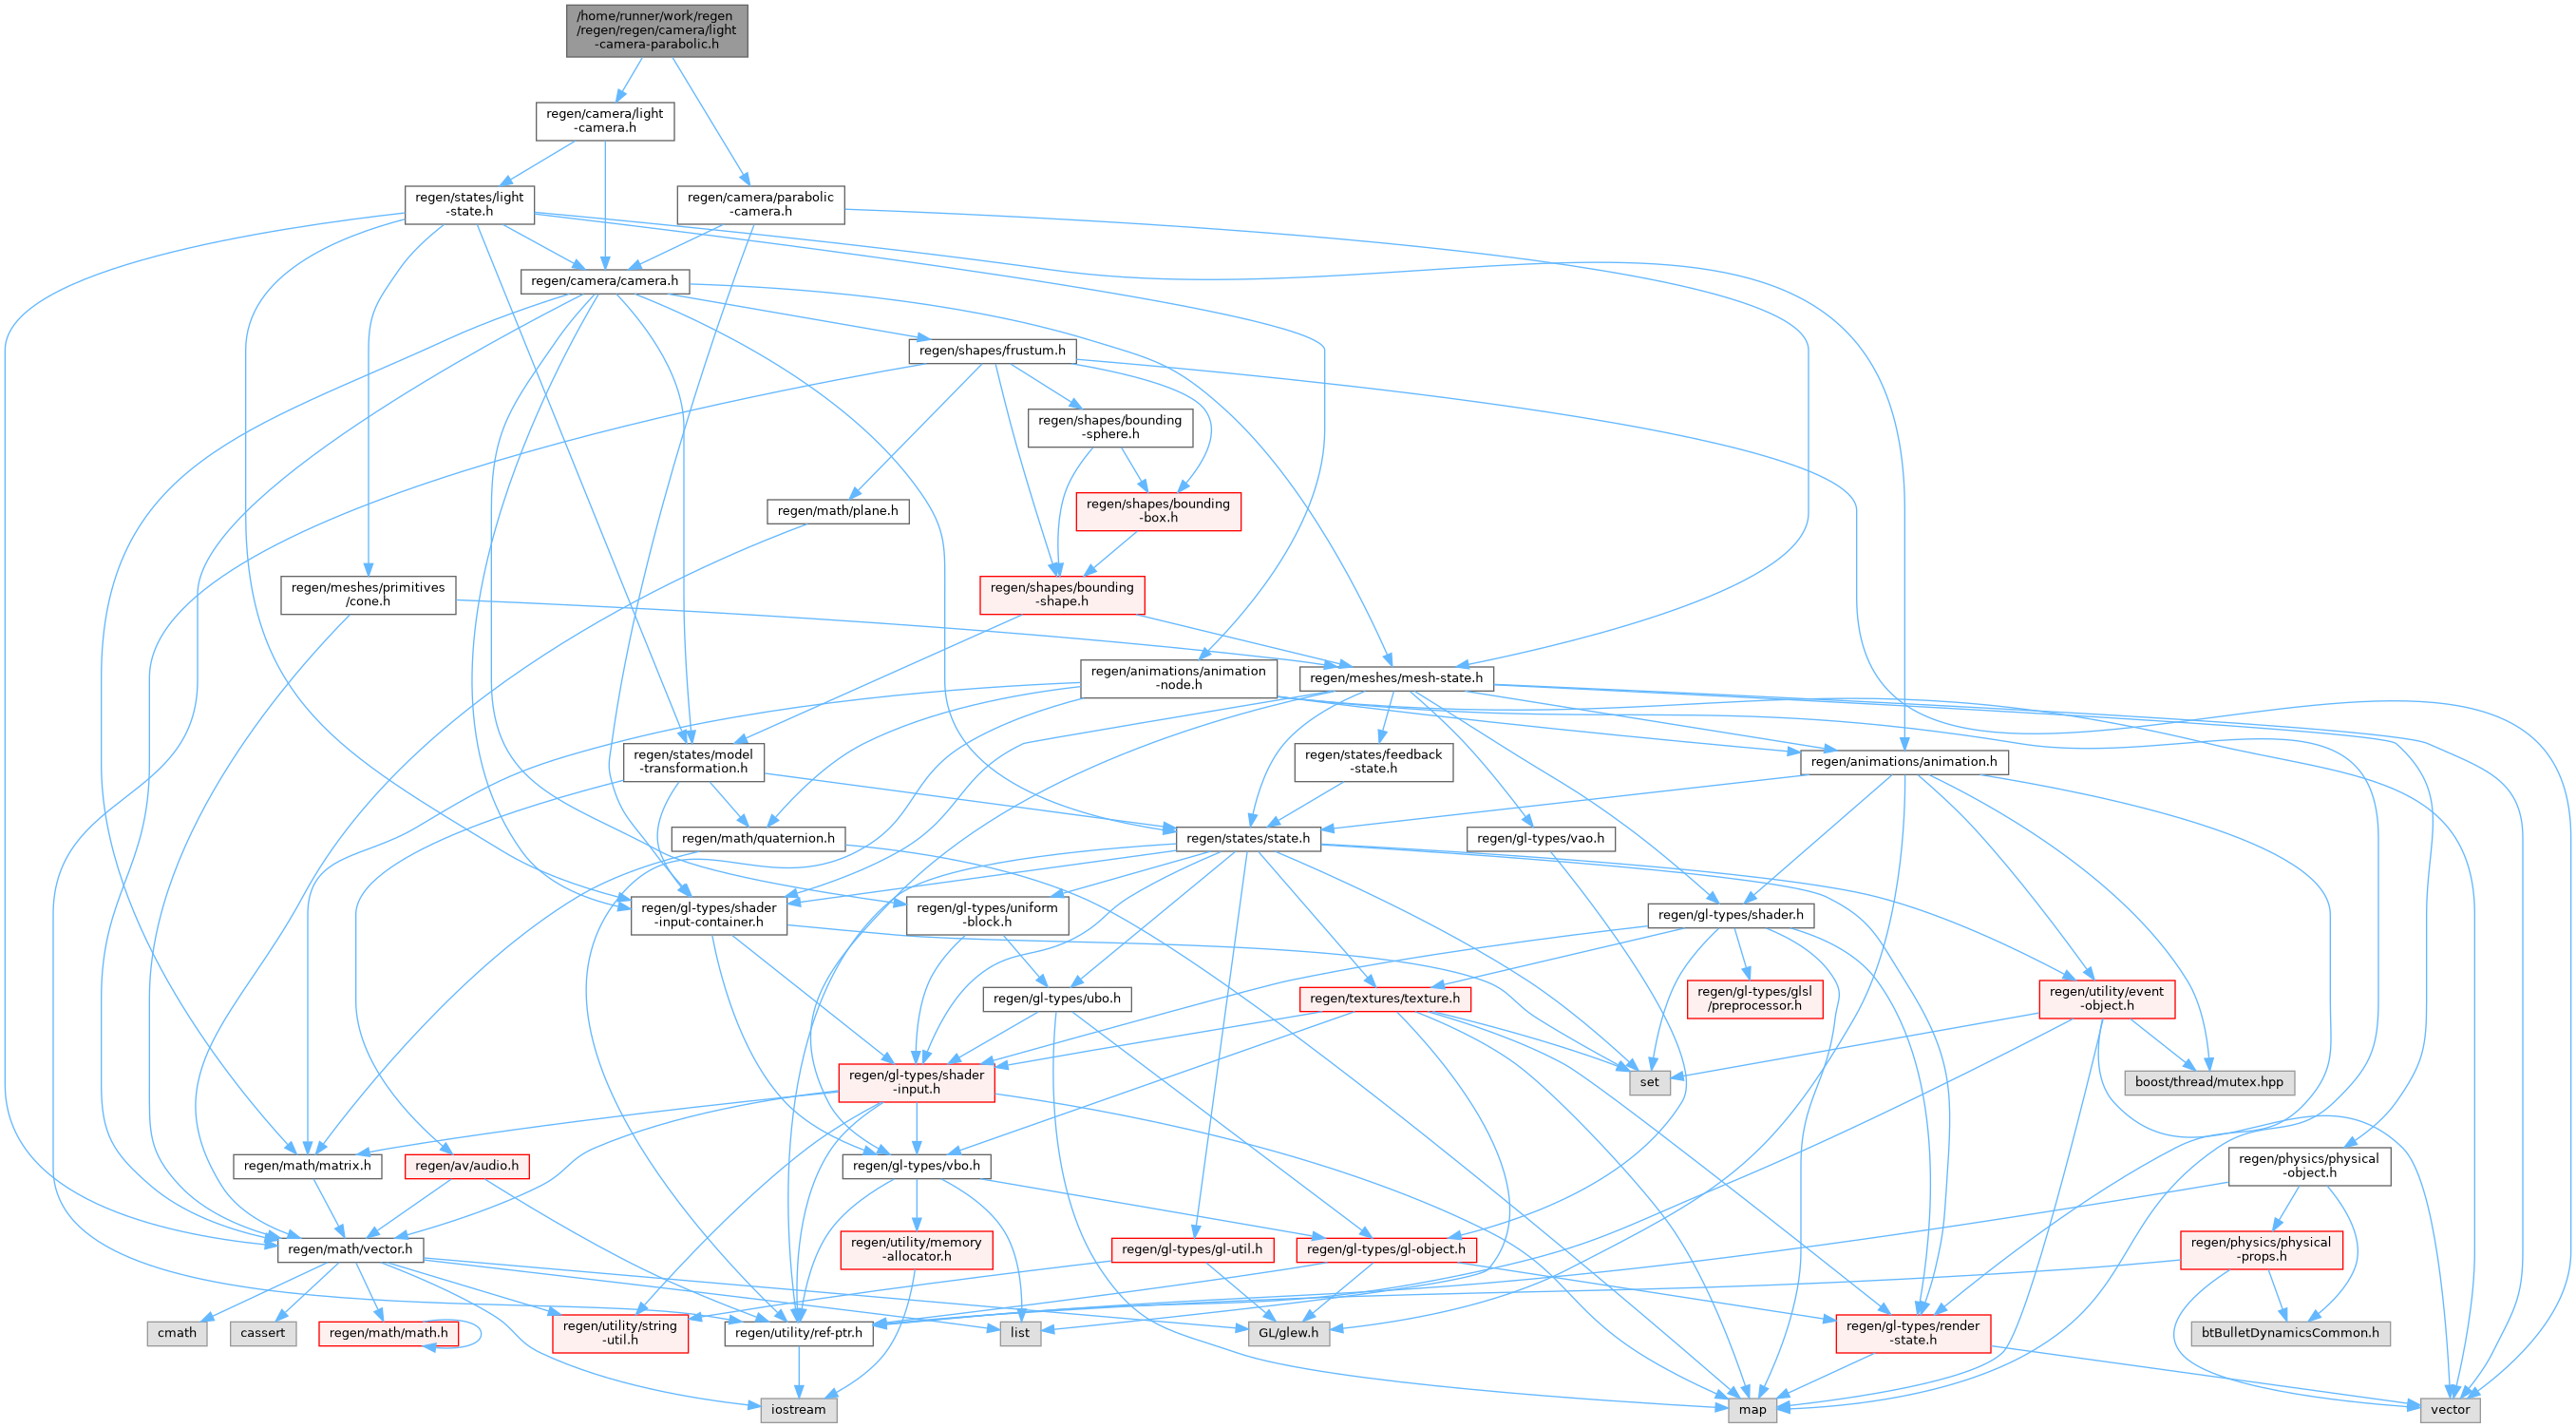 /home/runner/work/regen
/regen/regen/camera/light
-camera-parabolic.h
regen/camera/light
-camera.h
regen/states/light
-state.h
regen/camera/parabolic
-camera.h
regen/camera/camera.h
regen/shapes/frustum.h
regen/shapes/bounding
-sphere.h
regen/math/plane.h
regen/shapes/bounding
-box.h
regen/meshes/primitives
/cone.h
regen/shapes/bounding
-shape.h
regen/animations/animation
-node.h
regen/meshes/mesh-state.h
regen/states/model
-transformation.h
regen/states/feedback
-state.h
regen/animations/animation.h
regen/math/quaternion.h
regen/states/state.h
regen/gl-types/vao.h
regen/gl-types/shader
-input-container.h
regen/gl-types/uniform
-block.h
regen/gl-types/shader.h
regen/gl-types/ubo.h
regen/textures/texture.h
regen/gl-types/glsl
/preprocessor.h
regen/utility/event
-object.h
regen/gl-types/shader
-input.h
set
boost/thread/mutex.hpp
regen/math/matrix.h
regen/av/audio.h
regen/gl-types/vbo.h
regen/physics/physical
-object.h
regen/math/vector.h
regen/utility/memory
-allocator.h
regen/gl-types/gl-util.h
regen/gl-types/gl-object.h
regen/physics/physical
-props.h
cmath
cassert
regen/math/math.h
regen/utility/string
-util.h
regen/utility/ref-ptr.h
list
GL/glew.h
regen/gl-types/render
-state.h
btBulletDynamicsCommon.h
iostream
map
vector